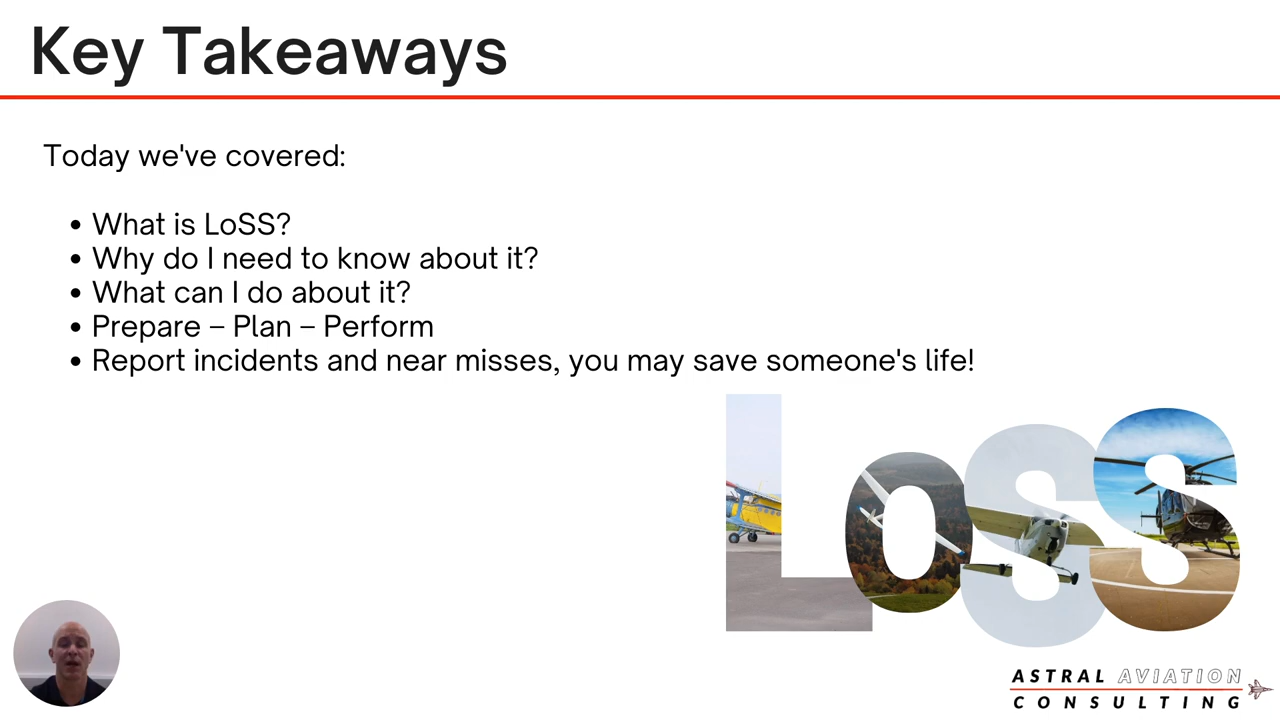 Key Takeaways
Today we've covered:
• What is LoSS?
• Why do I need to know about it?
• What can I do about it?
• Prepare – Plan – Perform
• Report incidents and near misses, you may save someone's life!
LoSS
ASTRAL AVIATION
CONSULTING